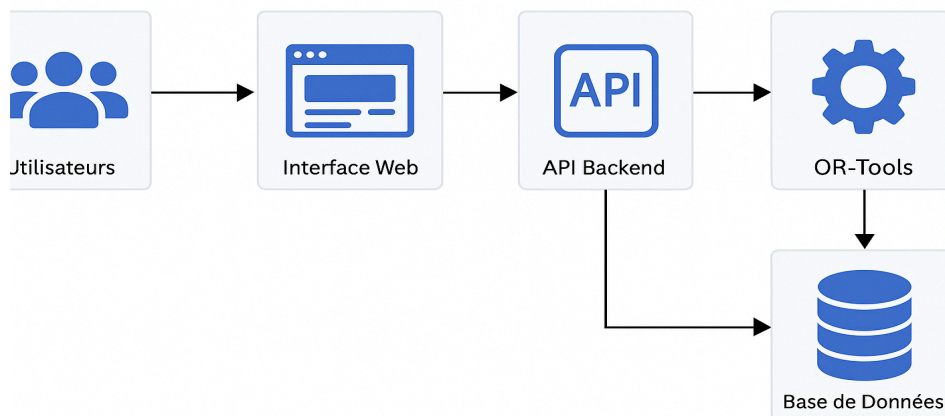 Utilisateurs
Interface Web
API
API Backend
OR-Tools
Base de Données